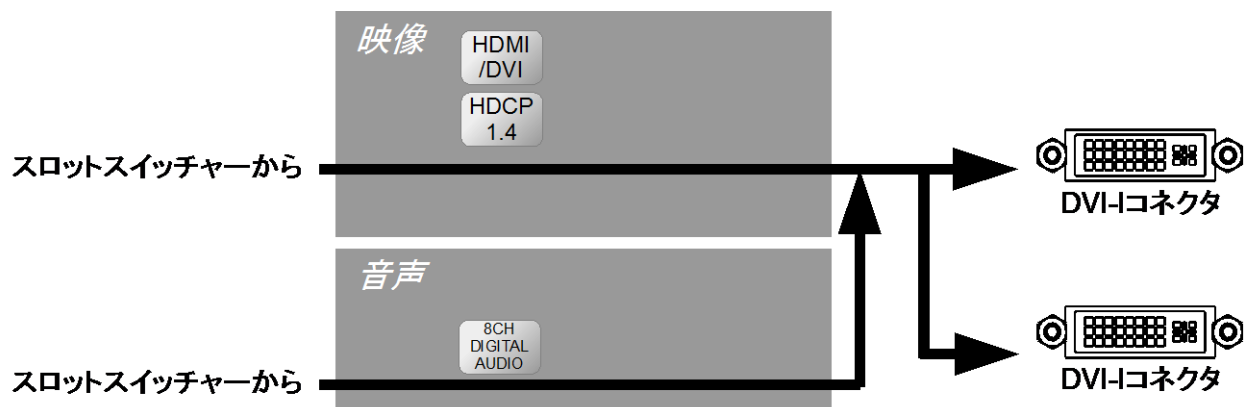 映像
HDMI
/DVI
HDCP
1.4
スロットスイッチャーから
DVI-Iコネクタ
音声
8CH
DIGITAL
AUDIO
スロットスイッチャーから
DVI-Iコネクタ